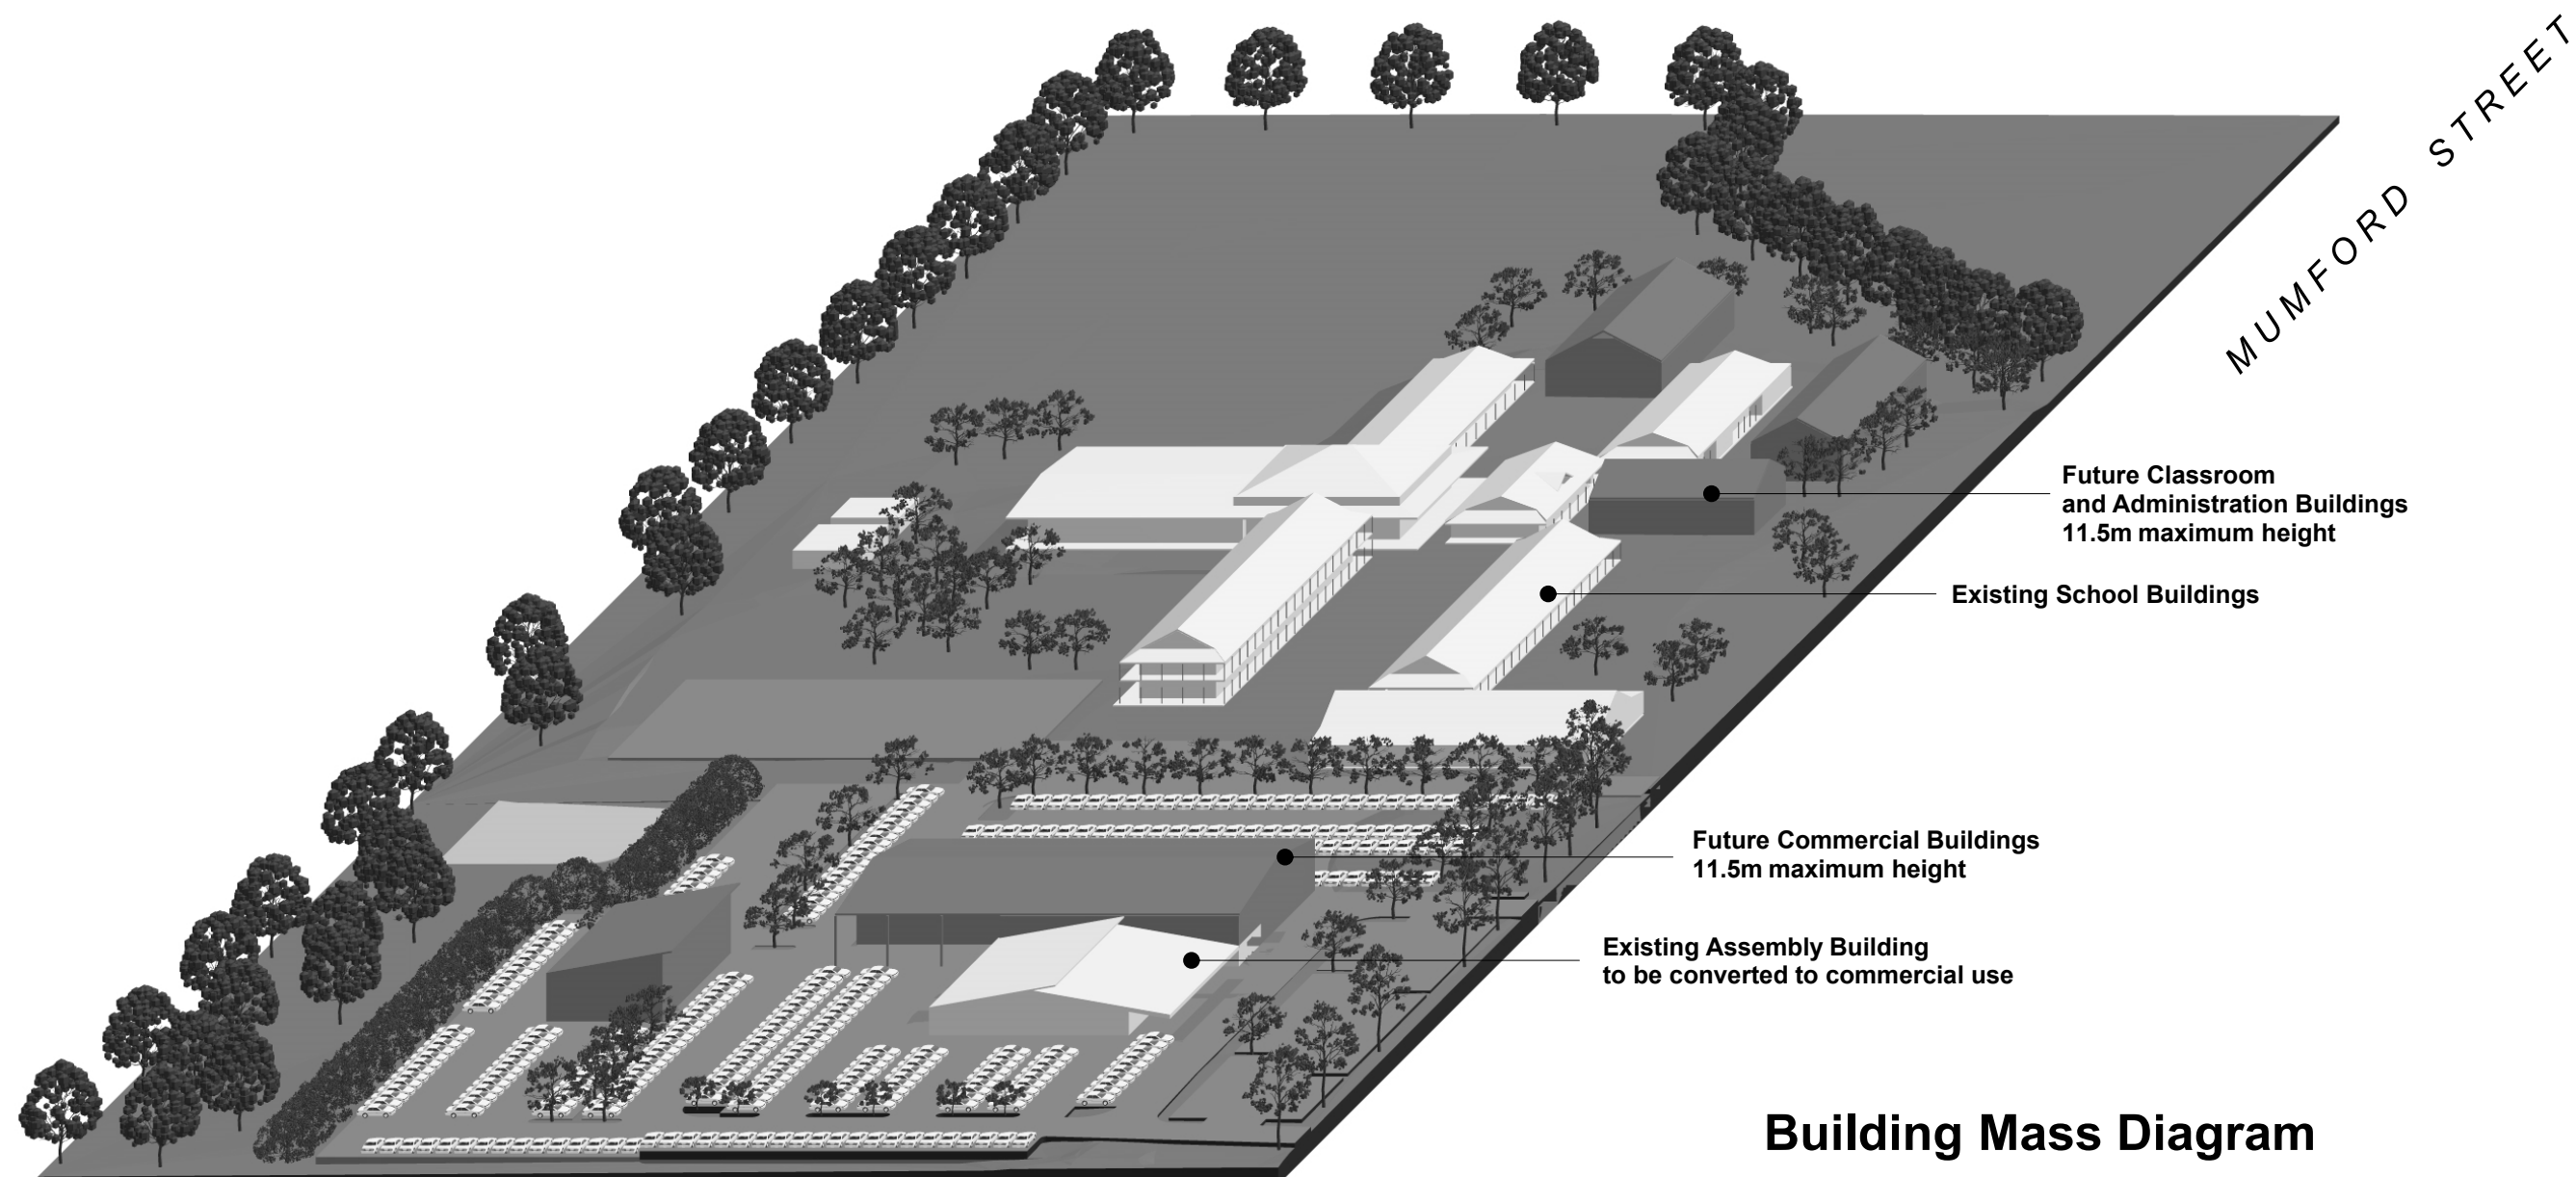 MUMFORD STREET
Future Classroom
and Administration Buildings
11.5m maximum height
Existing School Buildings
Future Commercial Buildings
11.5m maximum height
Existing Assembly Building
to be converted to commercial use
Building Mass Diagram